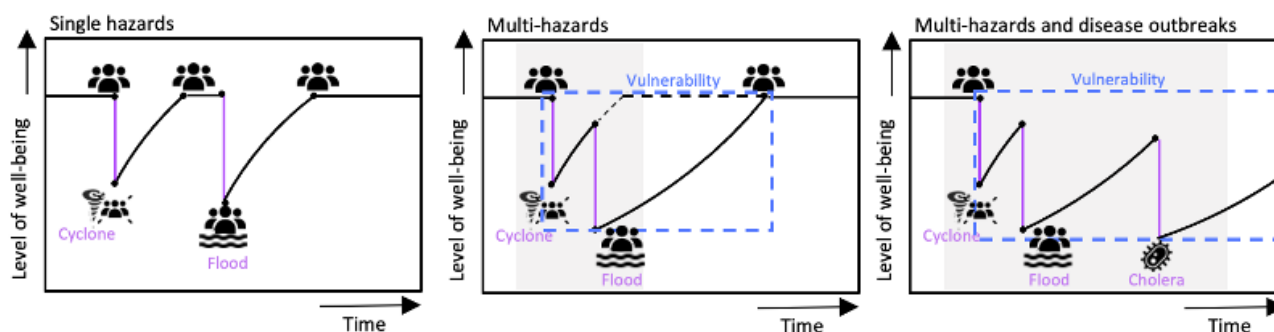 Single hazards
Level of well-being
Cyclone
Flood
Time
Multi-hazards
Level of well-being
Vulnerability
Cyclone
Flood
Time
Multi-hazards and disease outbreaks
Level of well-being
Vulnerability
Cyclone
Flood
Cholera
Time